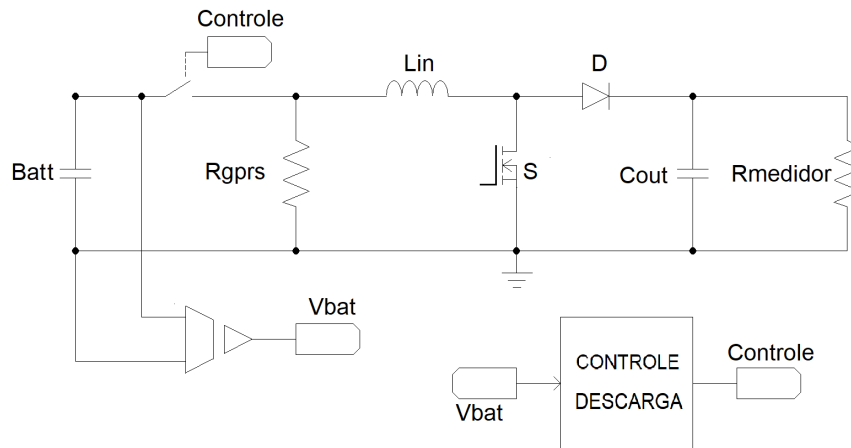 Controle
Lin
D
Batt
Rgprs
S
Cout
Rmedidor
Vbat
Vbat
CONTROLE
DESCARGA
Controle